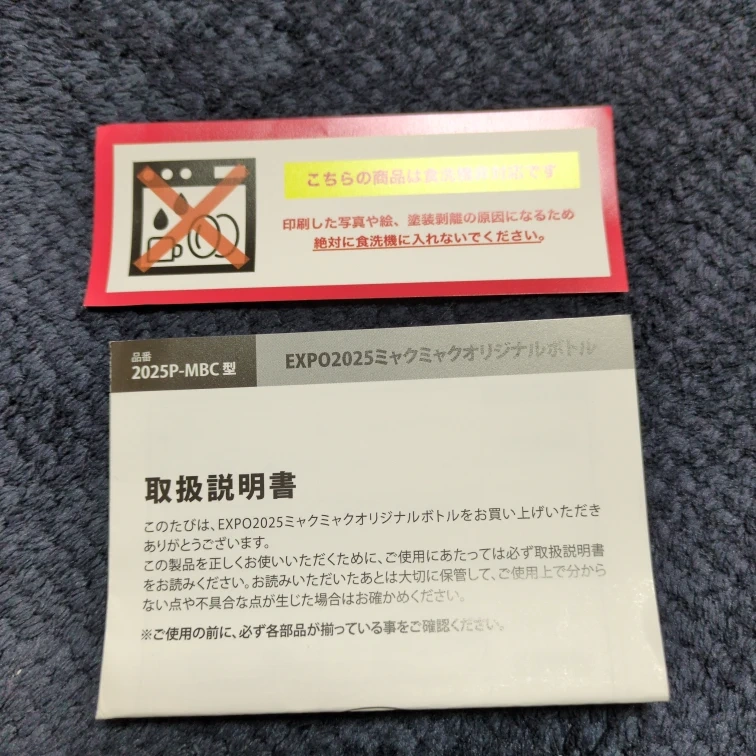 こちらの商品は食洗機非対応です
印刷した写真や絵、塗装剥離の原因になるため
絶対に食洗機に入れないでください。
品番
2025P-MBC 型
EXPO2025ミャクミャクオリジナルボトル
取扱説明書
このたびは、EXPO2025ミャクミャクオリジナルボトルをお買い上げいただき
ありがとうございます。
この製品を正しくお使いいただくために、ご使用にあたっては必ず取扱説明書
をお読みください。お読みいただいたあとは大切に保管して、ご使用上で分から
ない点や不具合な点が生じた場合はお確かめください。
※ご使用の前に、必ず各部品が揃っている事をご確認ください。